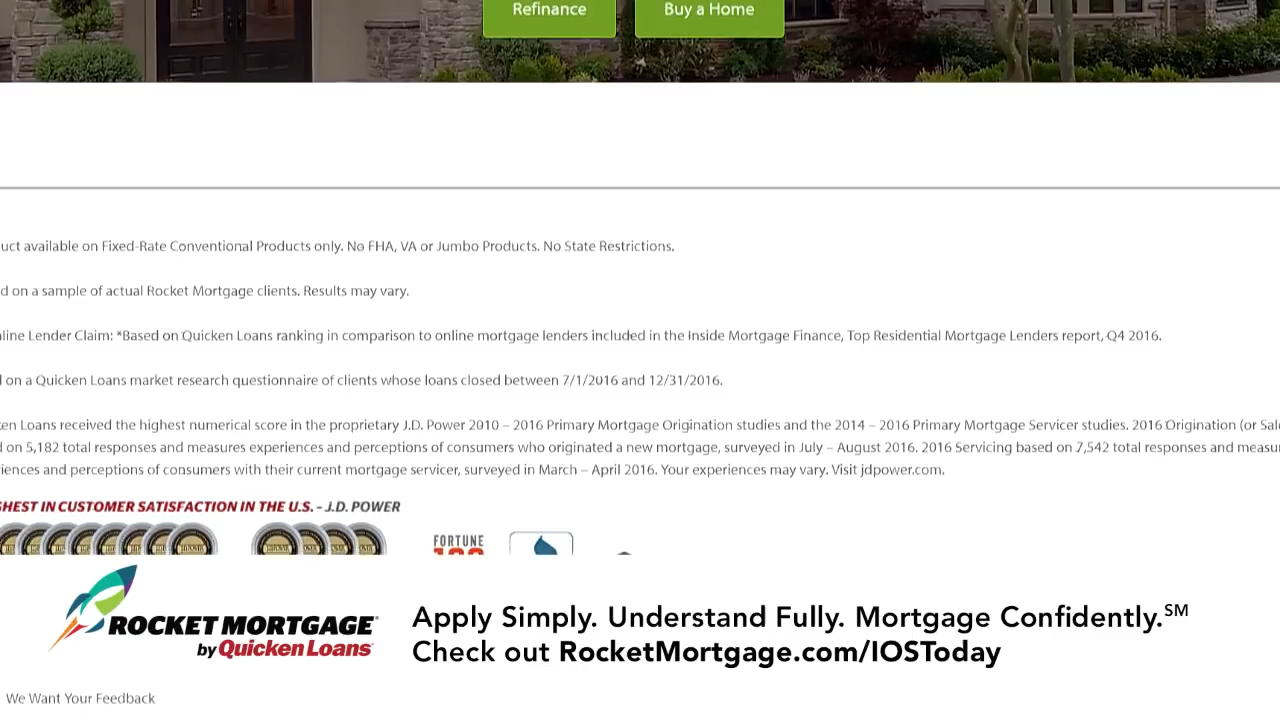 Refinance
Buy a Home
uct available on Fixed-Rate Conventional Products only. No FHA, VA or Jumbo Products. No State Restrictions.
d on a sample of actual Rocket Mortgage clients. Results may vary.
nline Lender Claim: *Based on Quicken Loans ranking in comparison to online mortgage lenders included in the Inside Mortgage Finance, Top Residential Mortgage Lenders report, Q4 2016.
on a Quicken Loans market research questionnaire of clients whose loans closed between 7/1/2016 and 12/31/2016.
ken Loans received the highest numerical score in the proprietary J.D. Power 2010 – 2016 Primary Mortgage Origination studies and the 2014 – 2016 Primary Mortgage Servicer studies. 2016 Origination (or Sal
d on 5,182 total responses and measures experiences and perceptions of consumers who originated a new mortgage, surveyed in July – August 2016. 2016 Servicing based on 7,542 total responses and measu
riences and perceptions of consumers with their current mortgage servicer, surveyed in March – April 2016. Your experiences may vary. Visit jdpower.com.
GHEST IN CUSTOMER SATISFACTION IN THE U.S. – J.D. POWER
FORTUNE
100
ROCKET MORTGAGE
by Quicken Loans
Apply Simply. Understand Fully. Mortgage Confidently.℠
Check out RocketMortgage.com/IOSToday
We Want Your Feedback